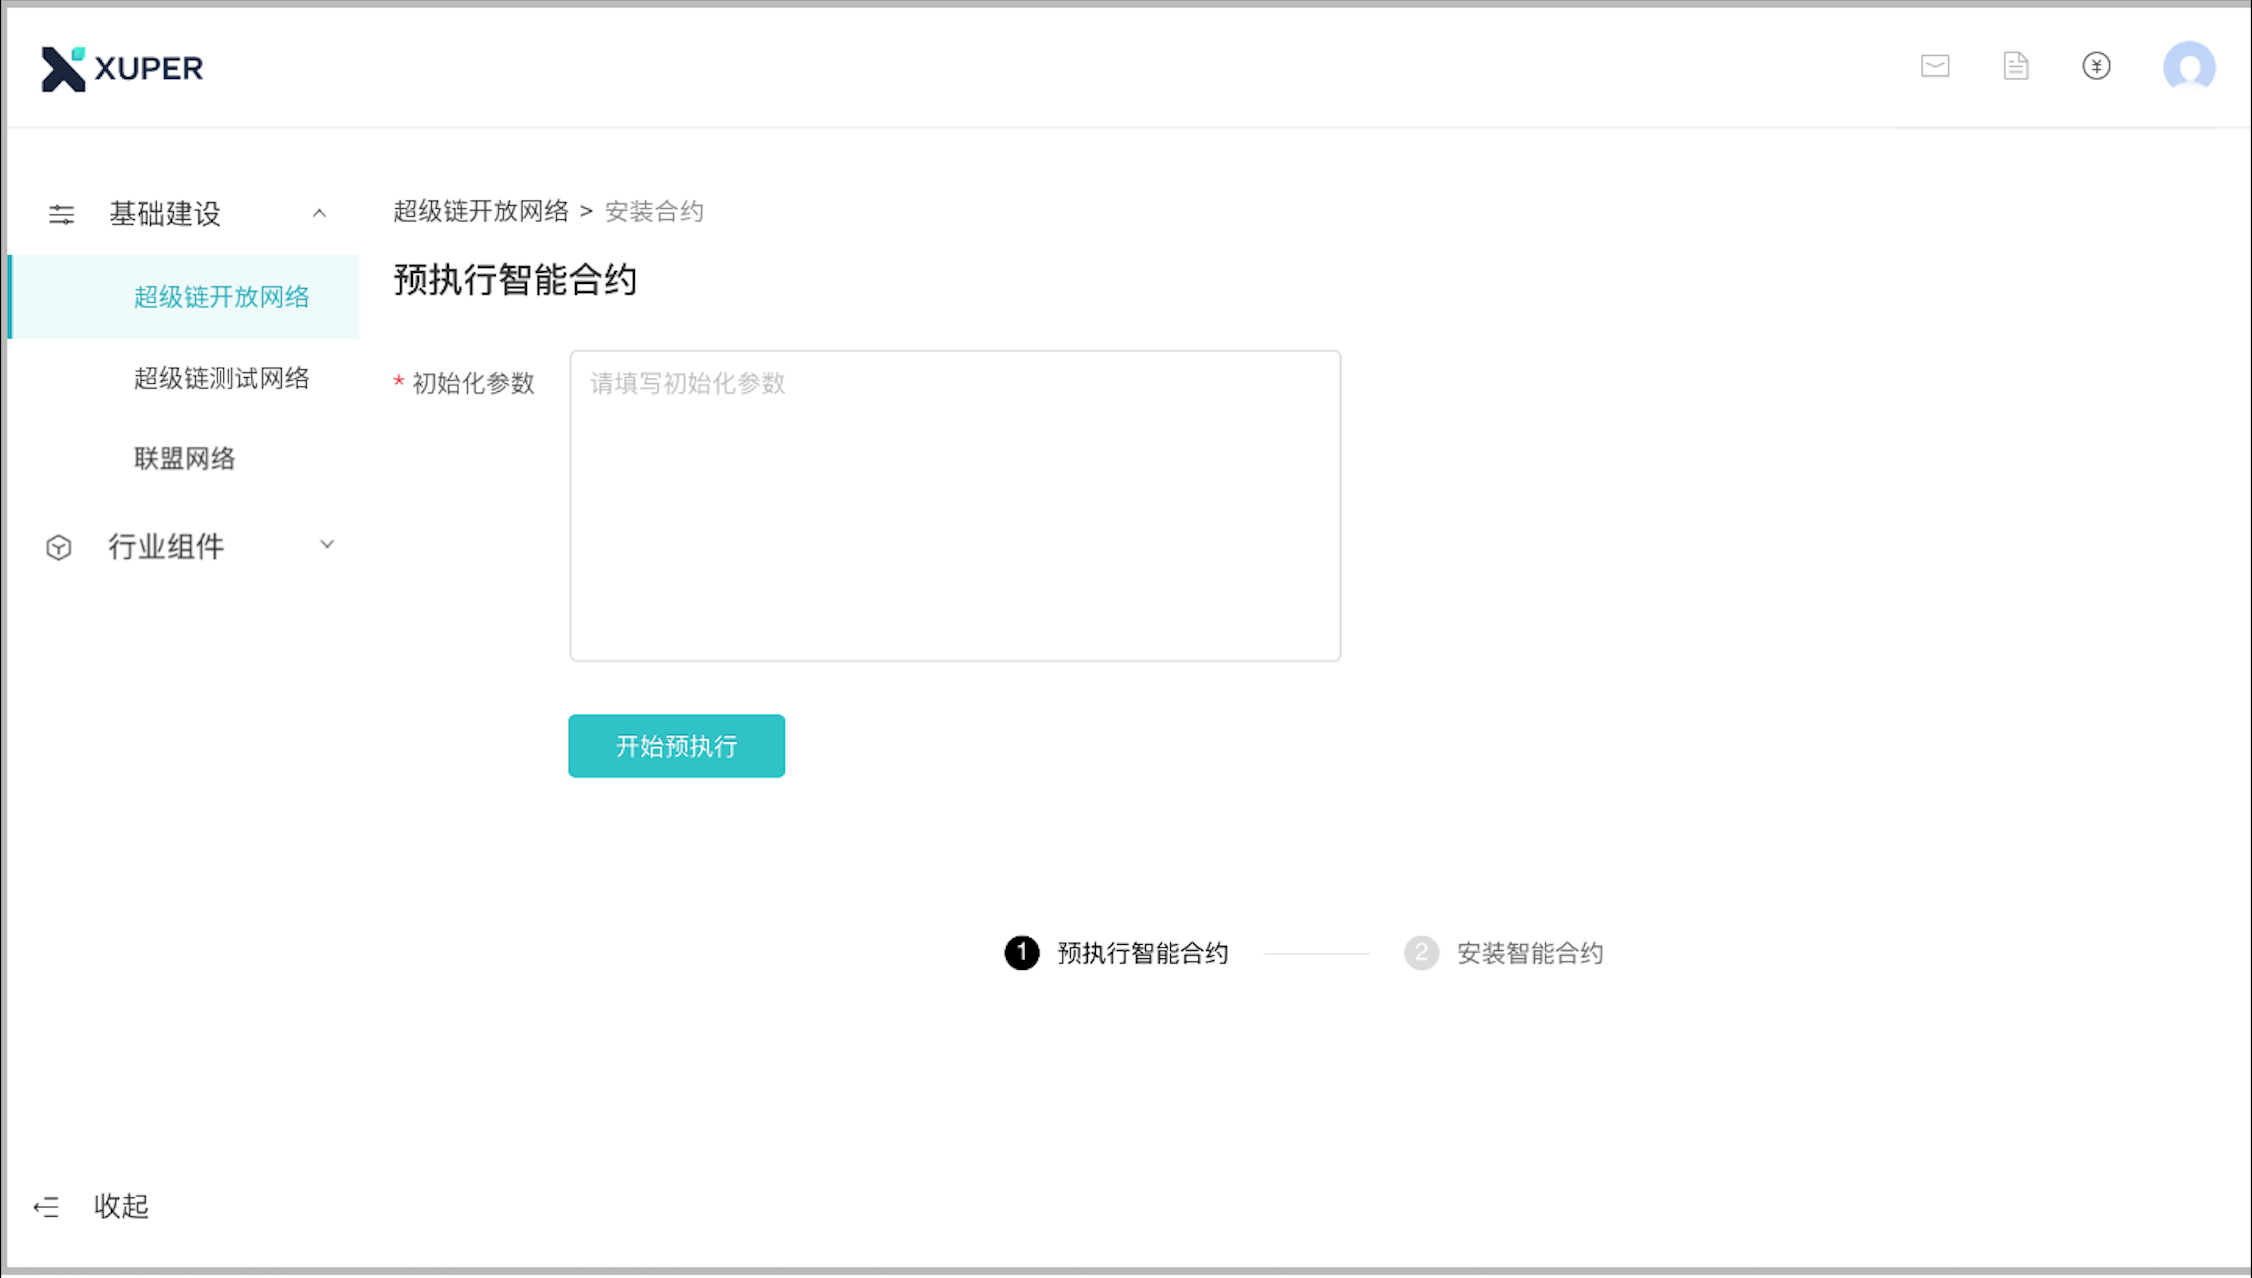 XUPER
基础建设
超级链开放网络
超级链测试网络
联盟网络
行业组件
收起
超级链开放网络 > 安装合约
预执行智能合约
* 初始化参数
请填写初始化参数
开始预执行
1 预执行智能合约
2 安装智能合约